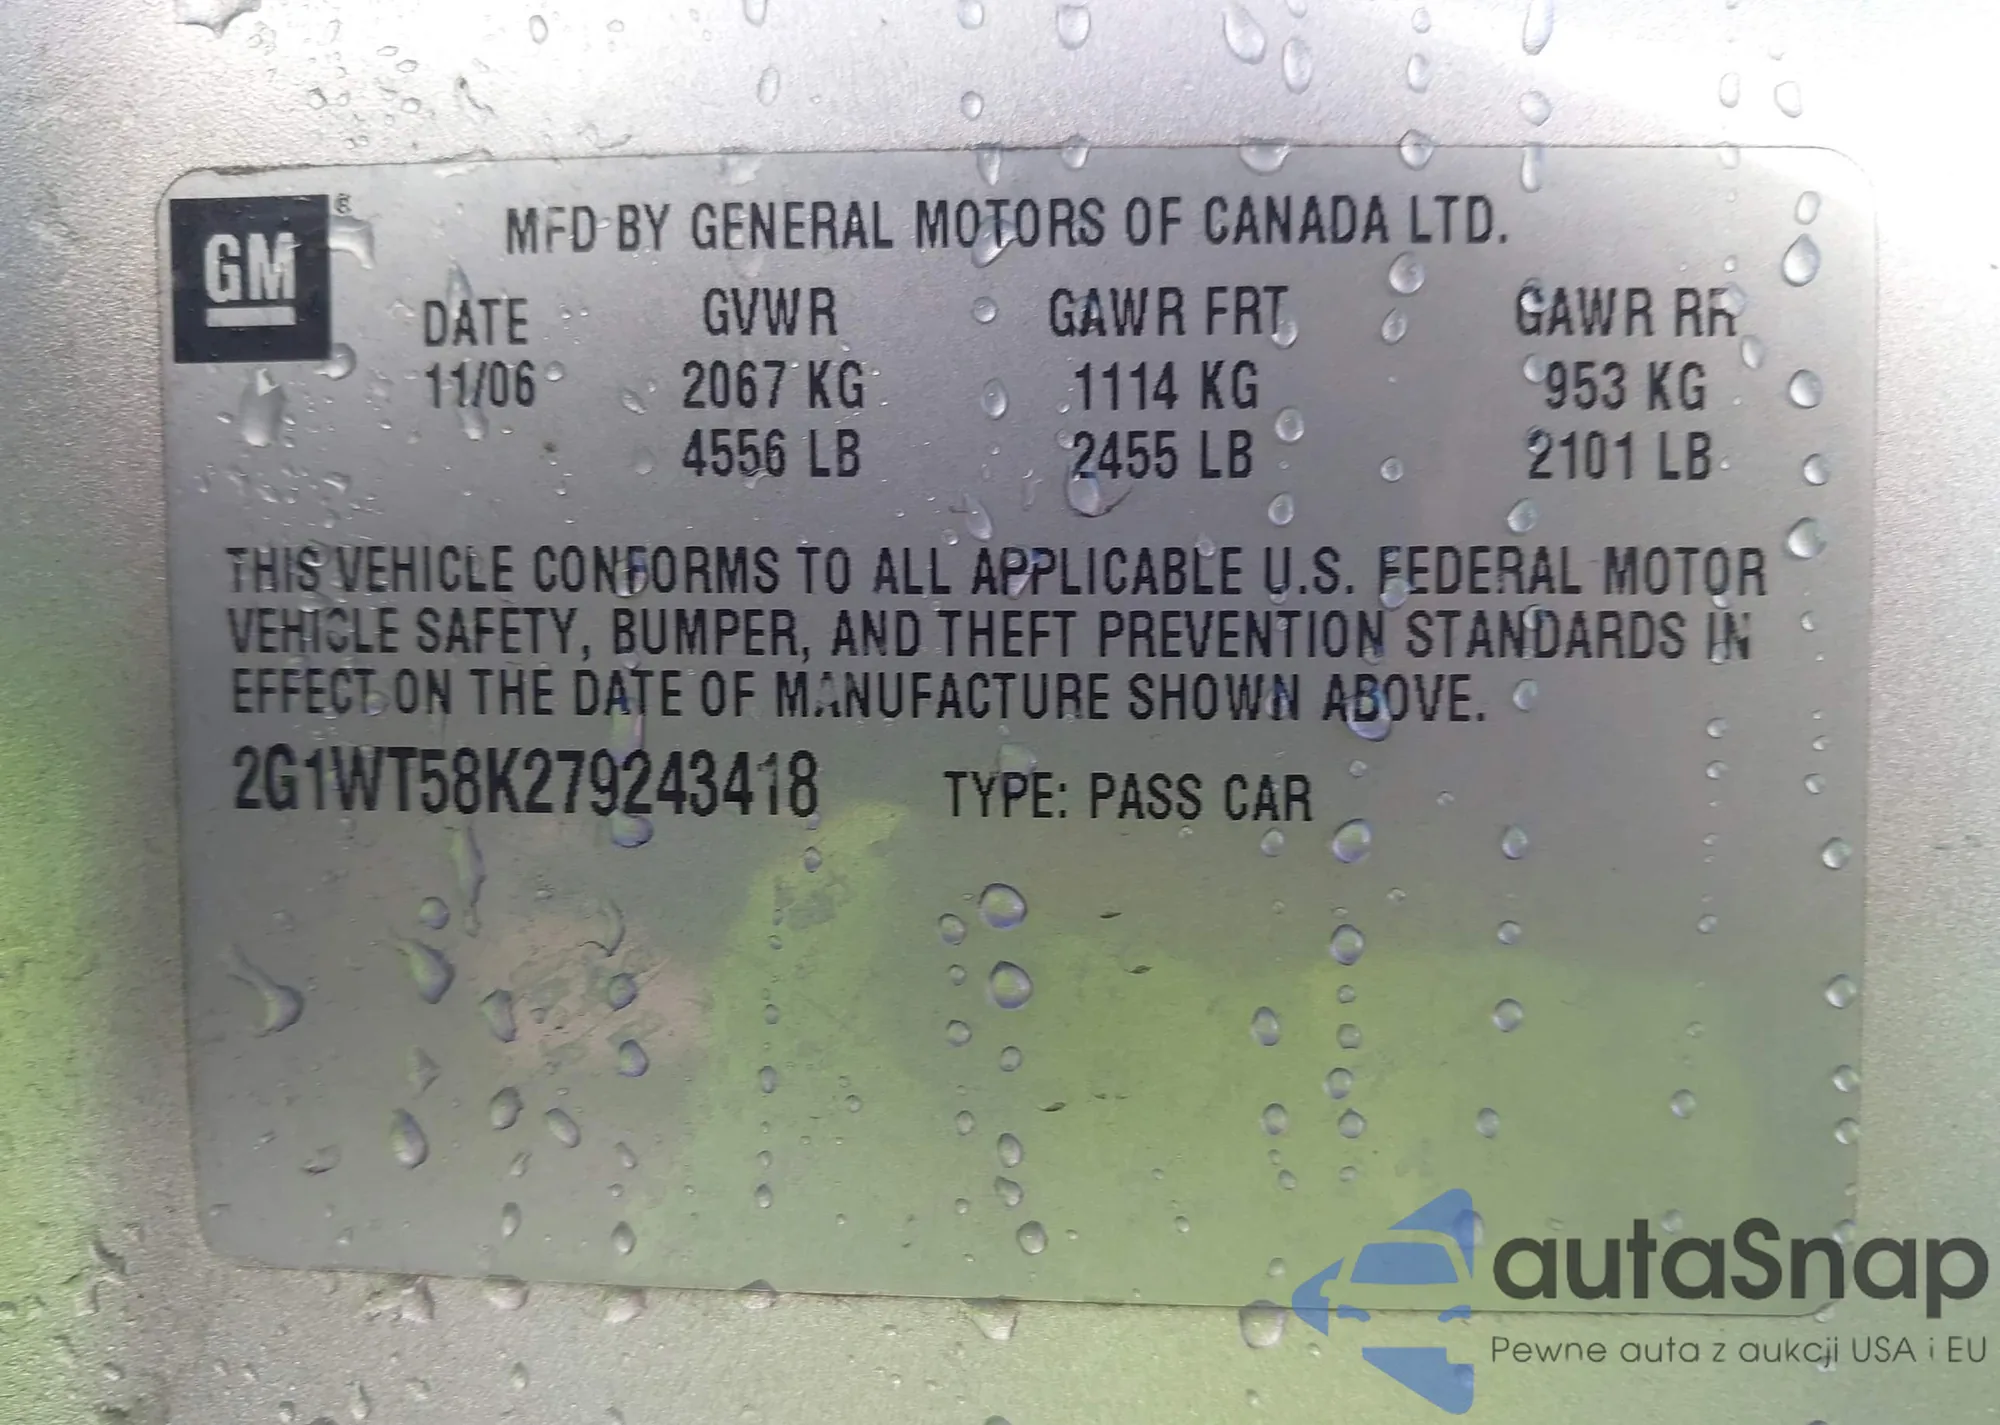 GM ®
MFD BY GENERAL MOTORS OF CANADA LTD.
DATE GVWR GAWR FRT GAWR RR
11/06 2067 KG 1114 KG 953 KG
4556 LB 2455 LB 2101 LB
THIS VEHICLE CONFORMS TO ALL APPLICABLE U.S. FEDERAL MOTOR
VEHICLE SAFETY, BUMPER, AND THEFT PREVENTION STANDARDS IN
EFFECT ON THE DATE OF MANUFACTURE SHOWN ABOVE.
2G1WT58K279243418 TYPE: PASS CAR
autaSnap
Pewne auta z aukcji USA i EU